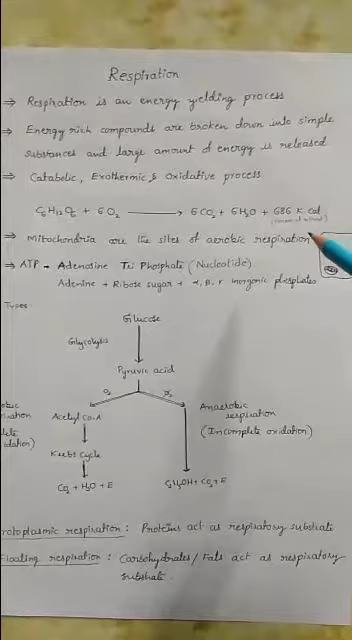 Respiration
⇒ Respiration is an energy yielding process
⇒ Energy rich compounds are broken down into simple
substances and large amount of energy is released
⇒ Catabolic, Exothermic & Oxidative process
C6H12O6 + 6O2 → 6CO2 + 6H2O + 686 K cal
⇒ Mitochondria are the sites of aerobic respiration
⇒ ATP - Adenosine Tri Phosphate (Nucleotide)
Adenine + Ribose sugar + α, β, γ inorganic phosphates
Types
Glucose
Glycolysis
Pyruvic acid
O2
Anaerobic
respiration
(Incomplete oxidation)
Acetyl Co-A
Krebs Cycle
CO2 + H2O + E
C2H5OH + CO2 + E
rotoplasmic respiration : Proteins act as respiratory substrate
loating respiration : Carbohydrates / Fats act as respiratory
substrate.